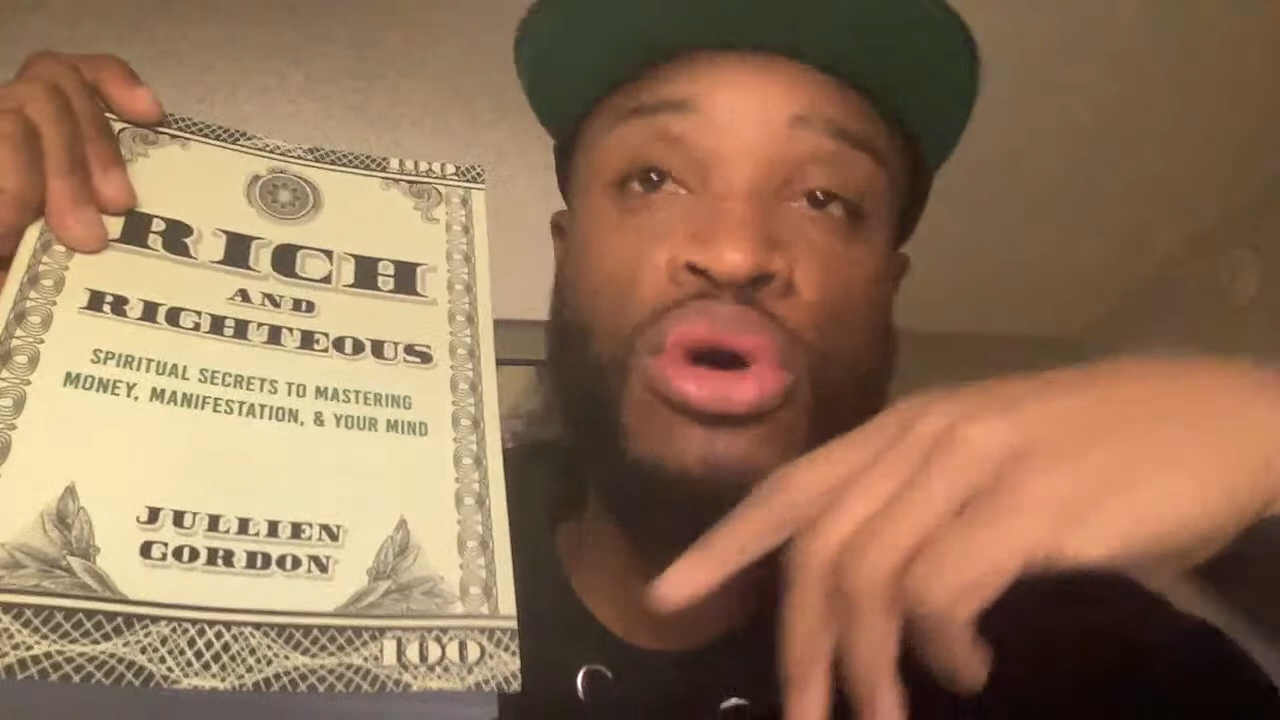 100
RICH
AND
RIGHTEOUS
SPIRITUAL SECRETS TO MASTERING
MONEY, MANIFESTATION, & YOUR MIND
JULLIEN
GORDON
100